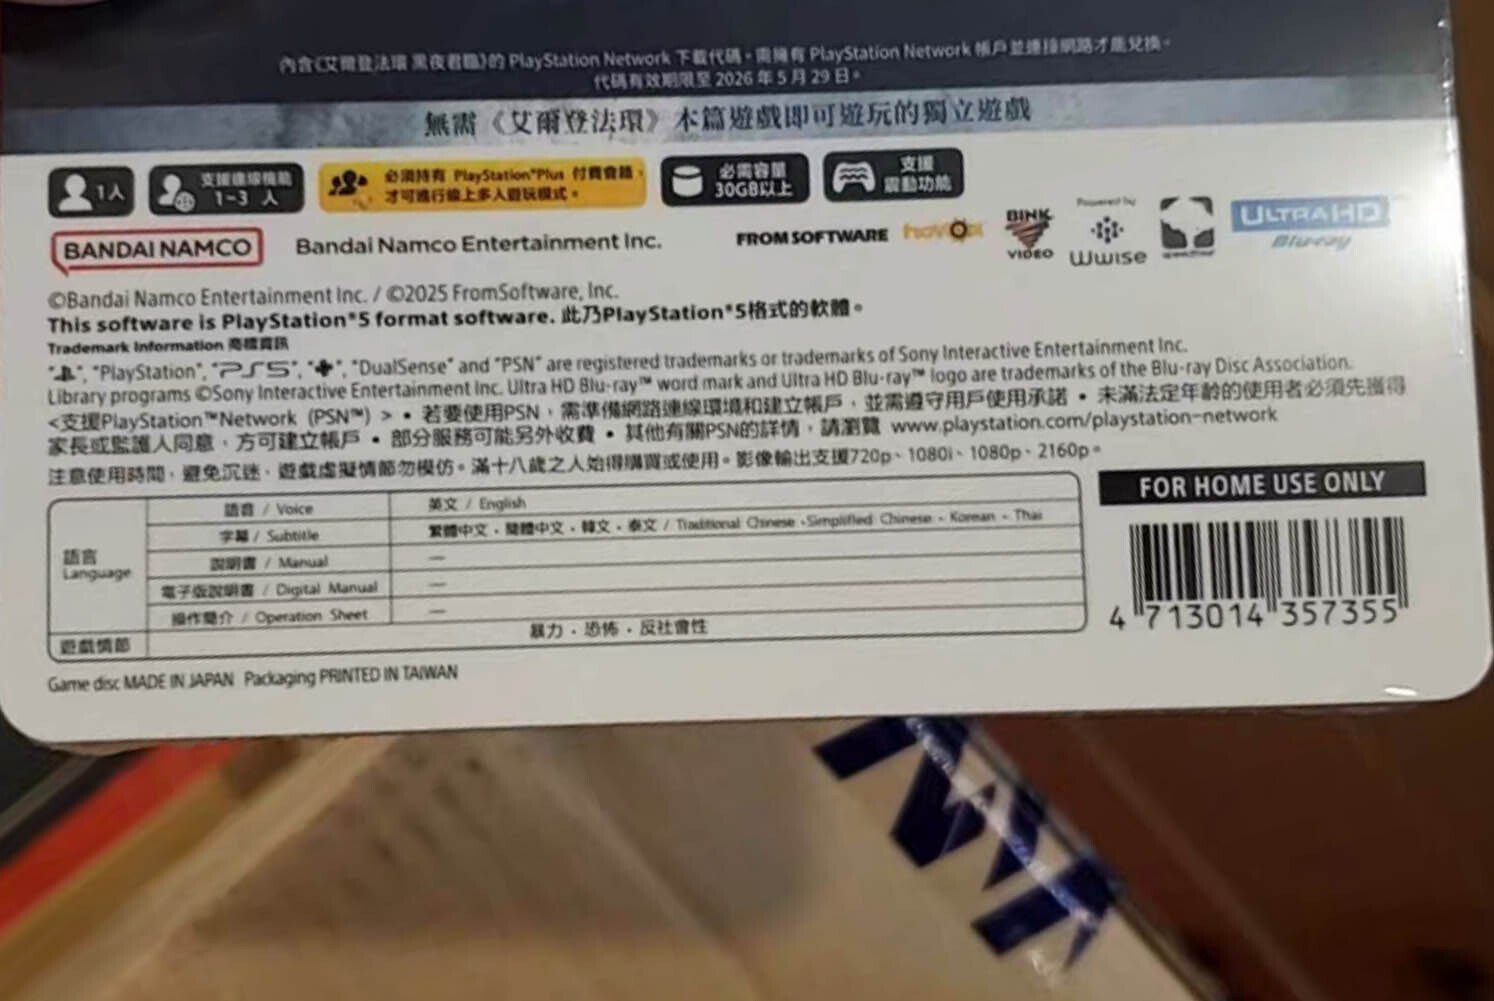 內含《艾爾登法環 黑夜君臨》的 PlayStation Network 下載代碼。需擁有 PlayStation Network 帳戶並連接網路才能兌換。
代碼有效期限至 2026 年 5 月 29 日。
無需《艾爾登法環》本篇遊戲即可遊玩的獨立遊戲
1人
支援連線機能
1-3 人
必須持有 PlayStation®Plus 付費會籍，
才可進行線上多人遊玩模式。
必需容量
30GB以上
支援
震動功能
BANDAI NAMCO
Bandai Namco Entertainment Inc.
FROMSOFTWARE
havok
BINK
VIDEO
Powered by
Wwise
ULTRA HD
Blu-ray
©Bandai Namco Entertainment Inc. / ©2025 FromSoftware, Inc.
This software is PlayStation®5 format software. 此乃PlayStation®5格式的軟體。
Trademark Information 商標資訊
"PlayStation", "PS5", "DualSense" and "PSN" are registered trademarks or trademarks of Sony Interactive Entertainment Inc.
Library programs ©Sony Interactive Entertainment Inc. Ultra HD Blu-ray™ word mark and Ultra HD Blu-ray™ logo are trademarks of the Blu-ray Disc Association.
<支援PlayStation™Network (PSN™) > • 若要使用PSN，需準備網路連線環境和建立帳戶，並需遵守用戶使用承諾 • 未滿法定年齡的使用者必須先獲得
家長或監護人同意，方可建立帳戶 • 部分服務可能另外收費 • 其他有關PSN的詳情，請瀏覽 www.playstation.com/playstation-network
注意使用時間，避免沉迷，遊戲虛擬情節勿模仿。滿十八歲之人始得購買或使用。影像輸出支援720p、1080i、1080p、2160p。
FOR HOME USE ONLY
語言
Language
語音 / Voice
英文 / English
字幕 / Subtitle
繁體中文・簡體中文・韓文・泰文 / Traditional Chinese・Simplified Chinese・Korean・Thai
說明書 / Manual
—
電子版說明書 / Digital Manual
—
操作簡介 / Operation Sheet
—
遊戲情節
暴力・恐怖・反社會性
4 713014 357355
Game disc MADE IN JAPAN Packaging PRINTED IN TAIWAN